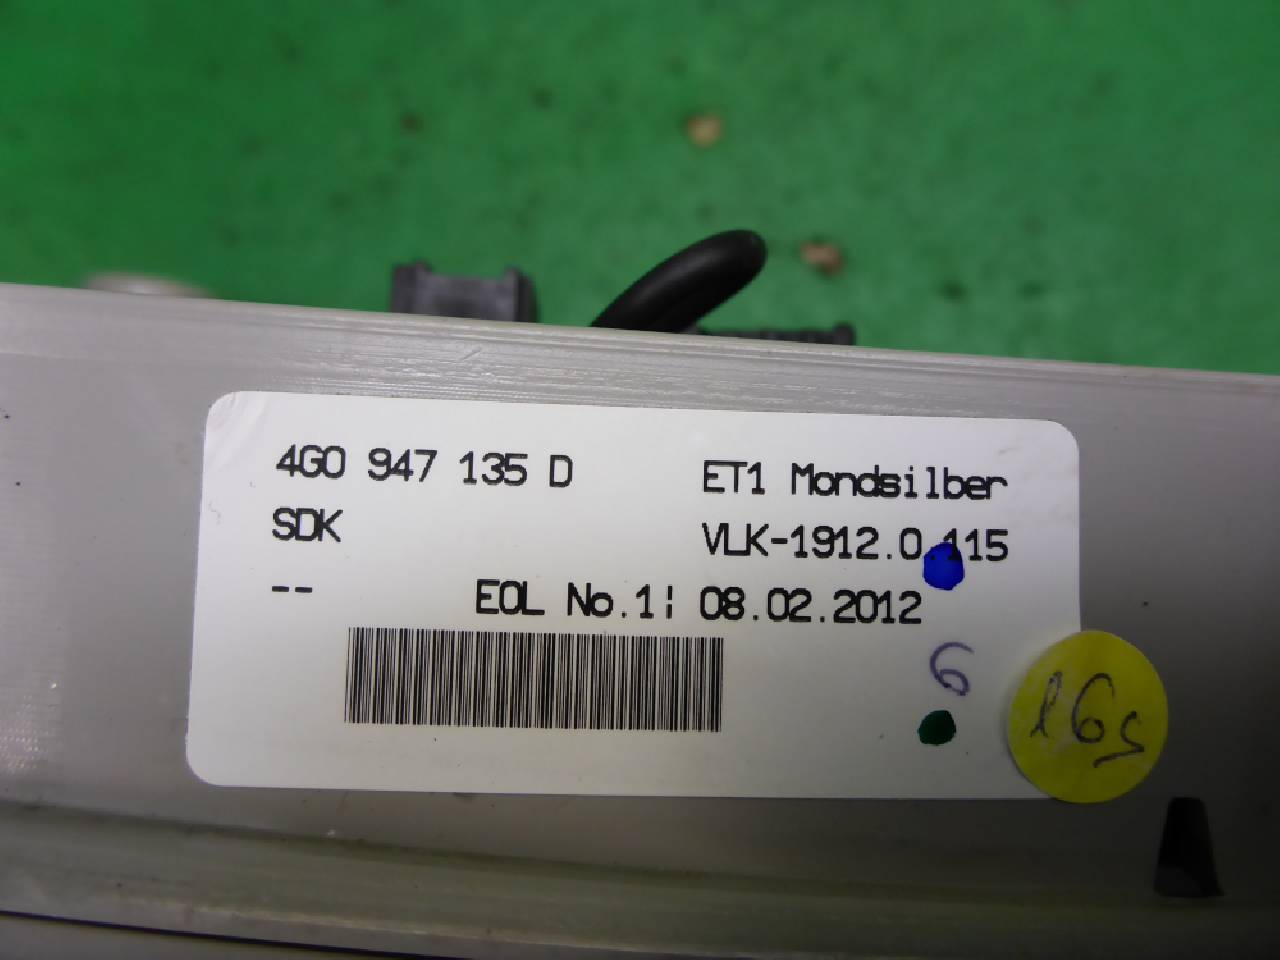 4G0 947 135 D ET1 Mondsilber
SDK VLK-1912.0.115
-- EOL No.1: 08.02.2012
6